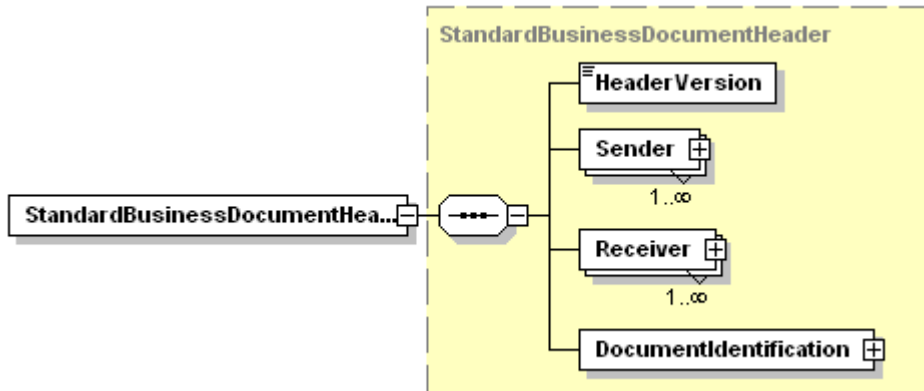 StandardBusinessDocumentHeader
HeaderVersion
Sender
1..∞
StandardBusinessDocumentHea...
Receiver
1..∞
DocumentIdentification